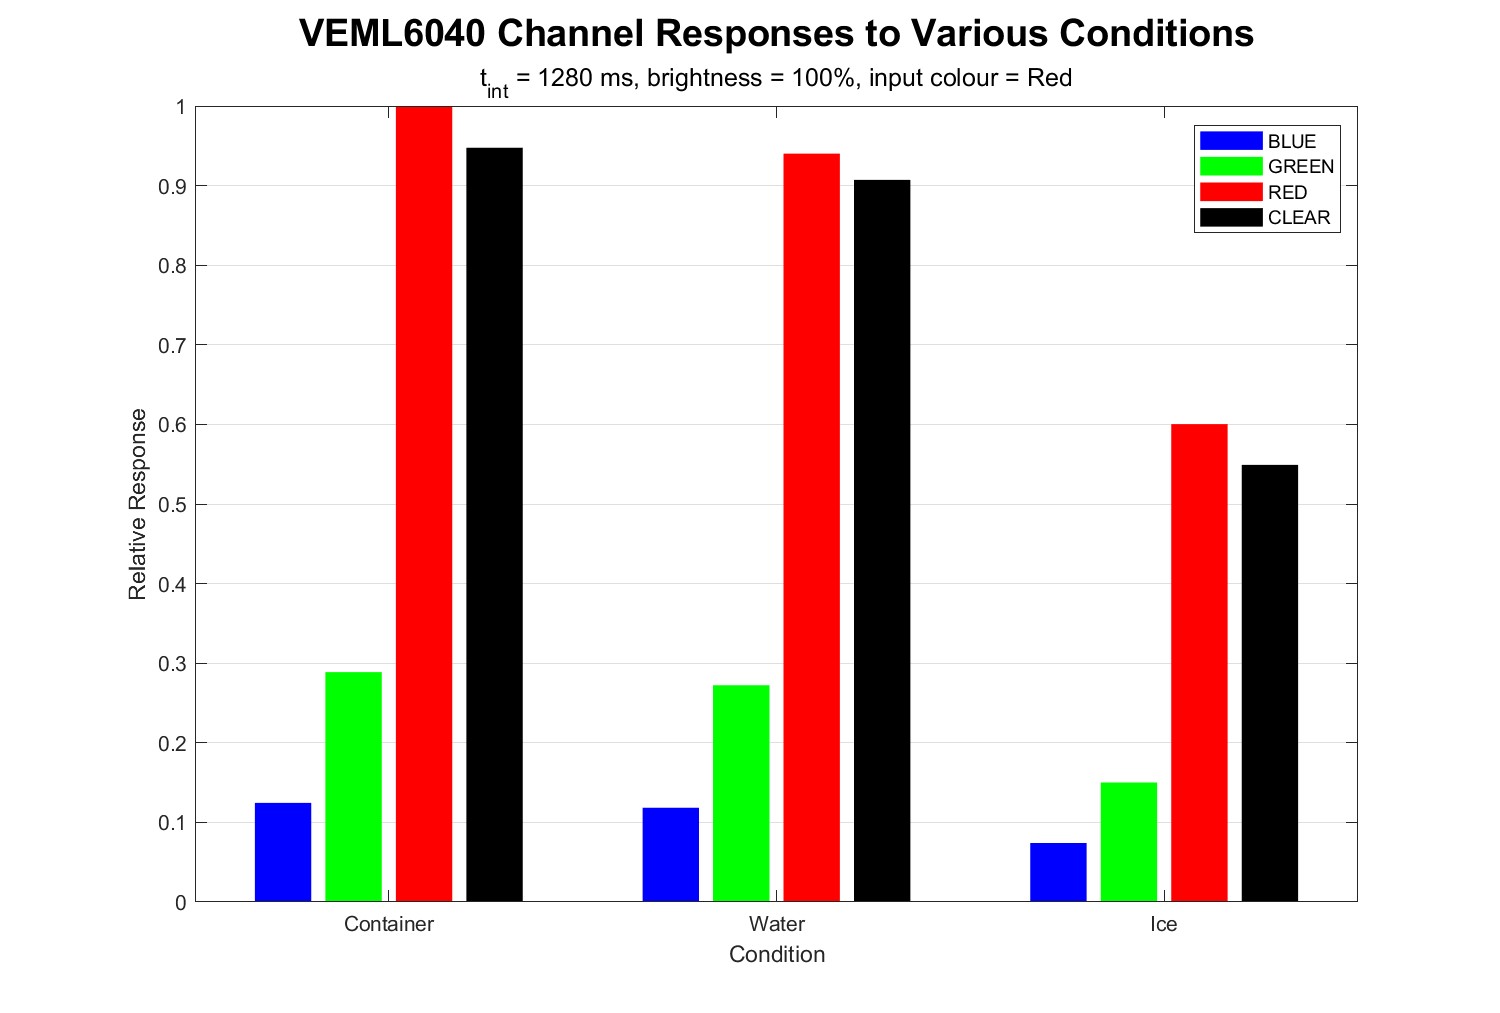 VEML6040 Channel Responses to Various Conditions
t_int = 1280 ms, brightness = 100%, input colour = Red
1
0.9
0.8
0.7
0.6
0.5
0.4
0.3
0.2
0.1
0
Relative Response
BLUE
GREEN
RED
CLEAR
Container Water Ice
Condition